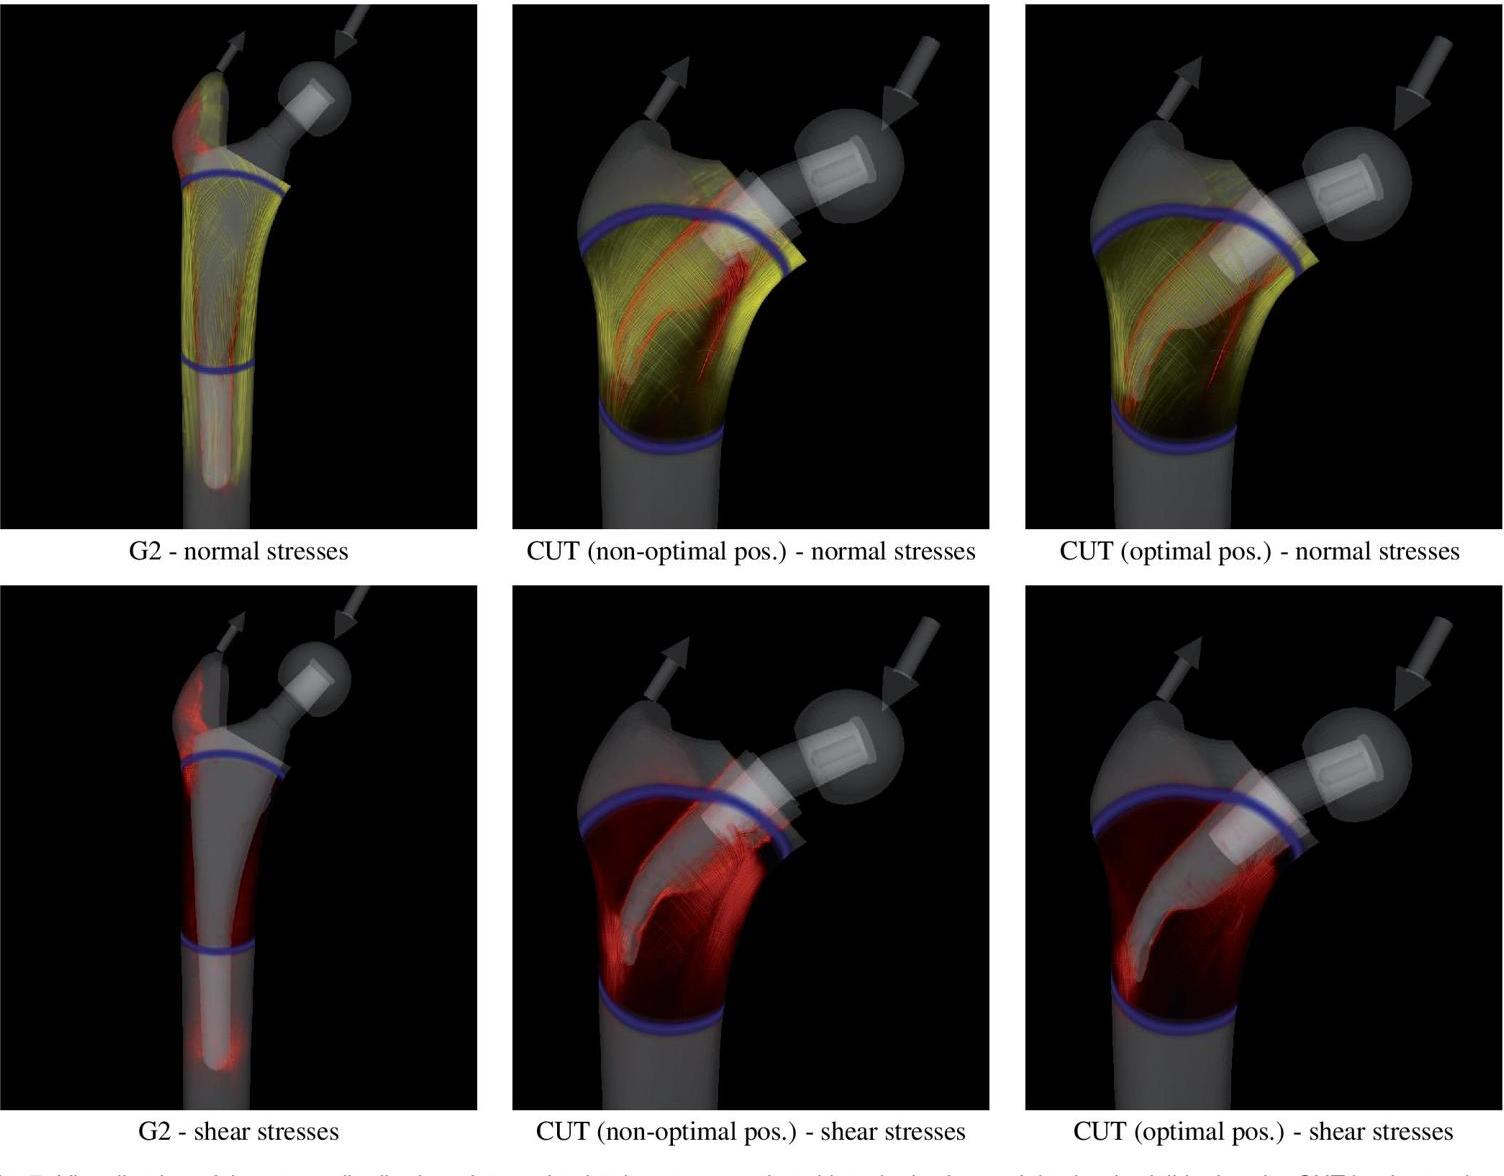 G2 - normal stresses
CUT (non-optimal pos.) - normal stresses
CUT (optimal pos.) - normal stresses
G2 - shear stresses
CUT (non-optimal pos.) - shear stresses
CUT (optimal pos.) - shear stresses